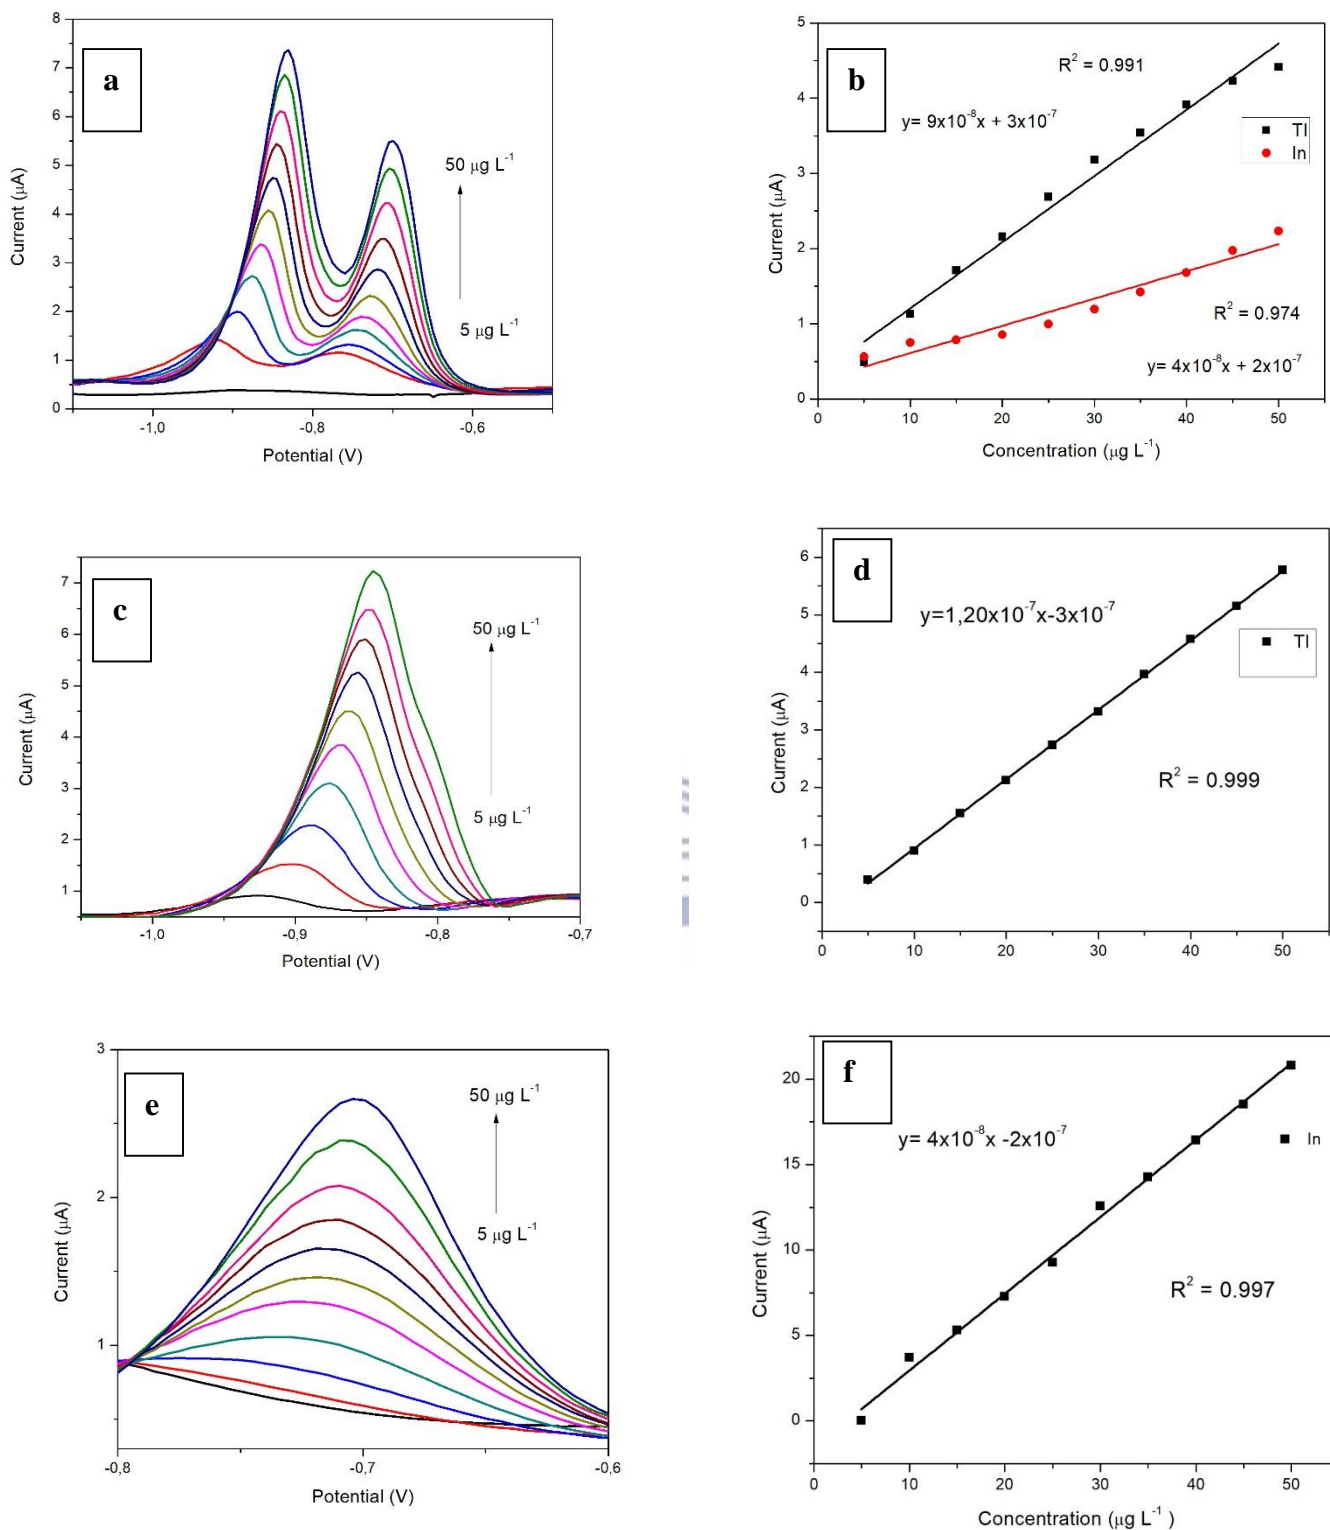 a
8
7
6
5
4
3
2
1
0
Current (μA)
50 μg L⁻¹
5 μg L⁻¹
-1,0
-0,8
-0,6
Potential (V)
b
5
4
3
2
1
0
Current (μA)
R² = 0.991
y= 9x10⁻⁸x + 3x10⁻⁷
Tl
In
R² = 0.974
y= 4x10⁻⁸x + 2x10⁻⁷
0
10
20
30
40
50
Concentration (μg L⁻¹)
c
7
6
5
4
3
2
1
Current (μA)
50 μg L⁻¹
5 μg L⁻¹
-1,0
-0,9
-0,8
-0,7
Potential (V)
d
6
5
4
3
2
1
0
Current (μA)
y=1,20x10⁻⁷x-3x10⁻⁷
Tl
R² = 0.999
0
10
20
30
40
50
Concentration (μg L⁻¹)
e
3
2
1
Current (μA)
50 μg L⁻¹
5 μg L⁻¹
-0,8
-0,7
-0,6
Potential (V)
f
20
15
10
5
0
Current (μA)
y= 4x10⁻⁸x -2x10⁻⁷
In
R² = 0.997
0
10
20
30
40
50
Concentration (μg L⁻¹)